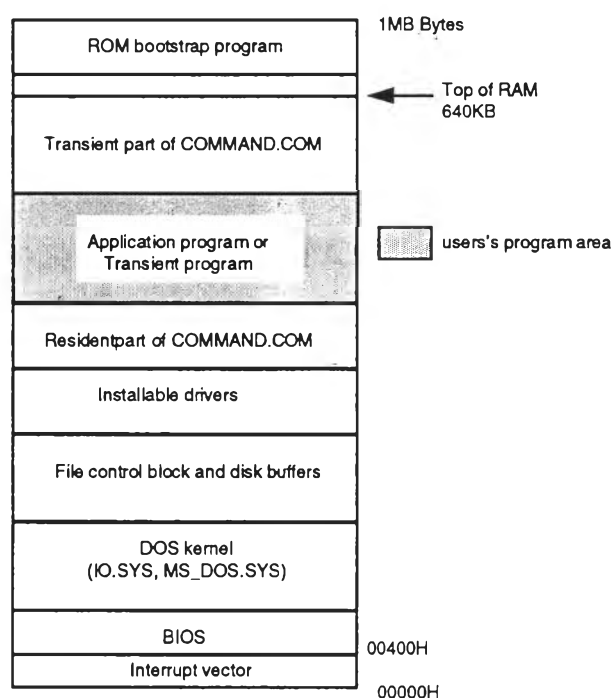 1MB Bytes
ROM bootstrap program
Top of RAM
640KB
Transient part of COMMAND.COM
Application program or
Transient program
users's program area
Residentpart of COMMAND.COM
Installable drivers
File control block and disk buffers
DOS kernel
(IO.SYS, MS_DOS.SYS)
BIOS
00400H
Interrupt vector
00000H